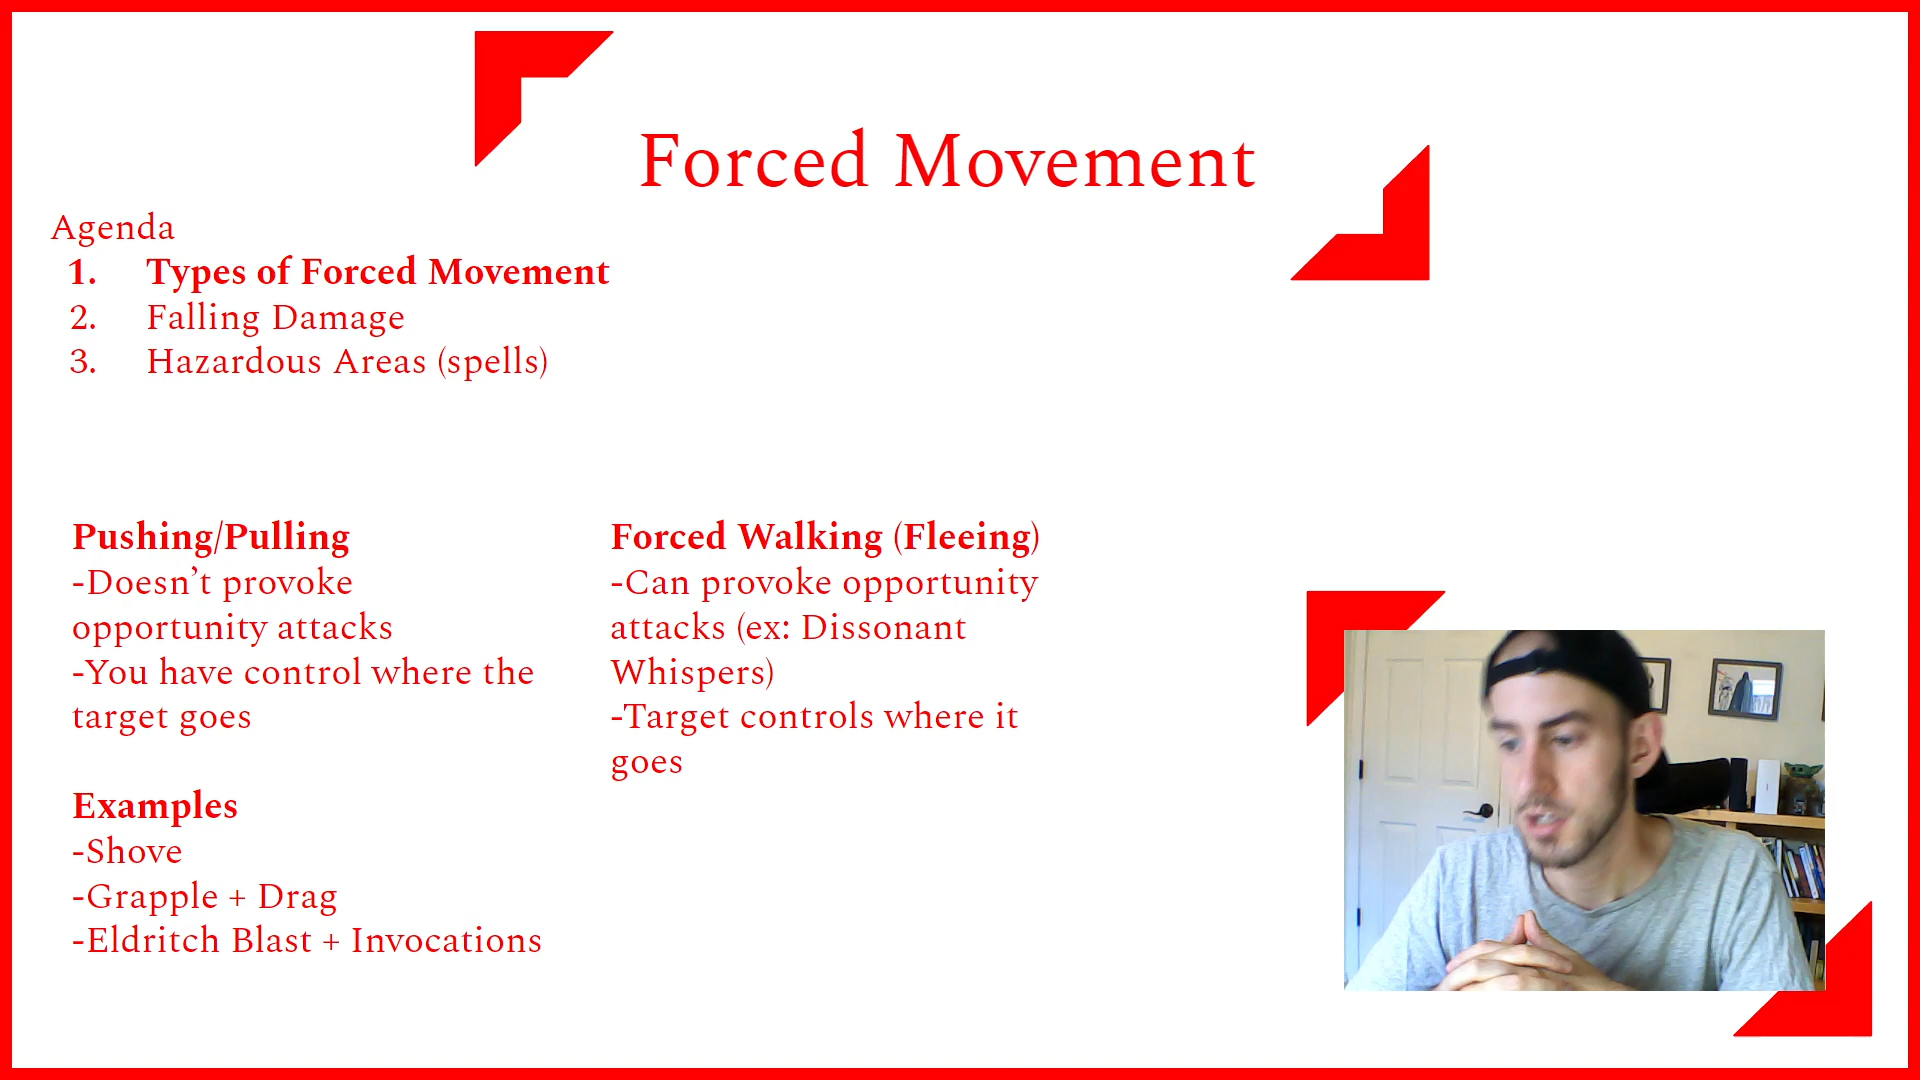 Forced Movement
Agenda
1. Types of Forced Movement
2. Falling Damage
3. Hazardous Areas (spells)
Pushing/Pulling
-Doesn’t provoke
opportunity attacks
-You have control where the
target goes
Examples
-Shove
-Grapple + Drag
-Eldritch Blast + Invocations
Forced Walking (Fleeing)
-Can provoke opportunity
attacks (ex: Dissonant
Whispers)
-Target controls where it
goes